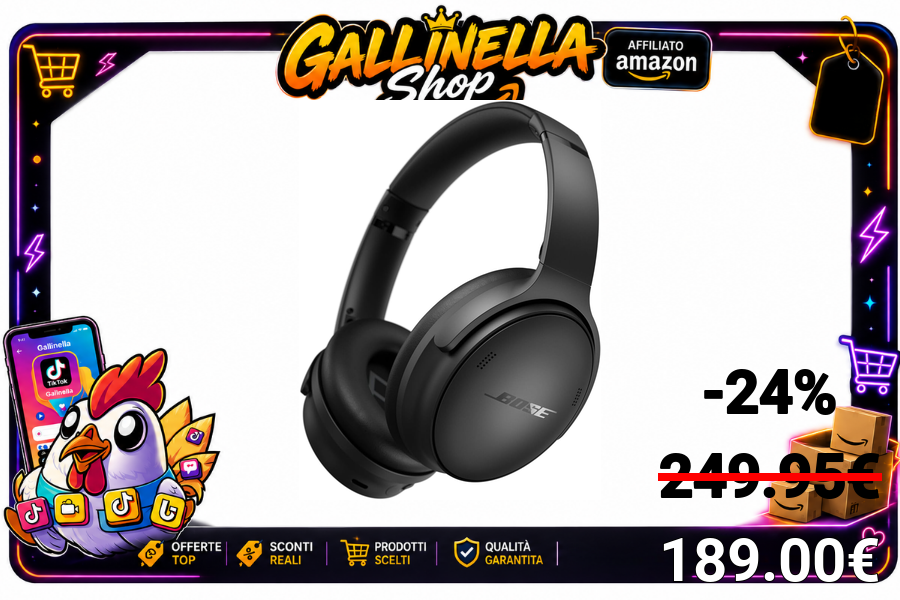 GALLINELLA
Shop
AFFILIATO
amazon
Gallinella
TikTok
Gallinella
BOSE
-24%
249.95€
189.00€
OFFERTE
TOP
SCONTI
REALI
PRODOTTI
SCELTI
QUALITÀ
GARANTITA